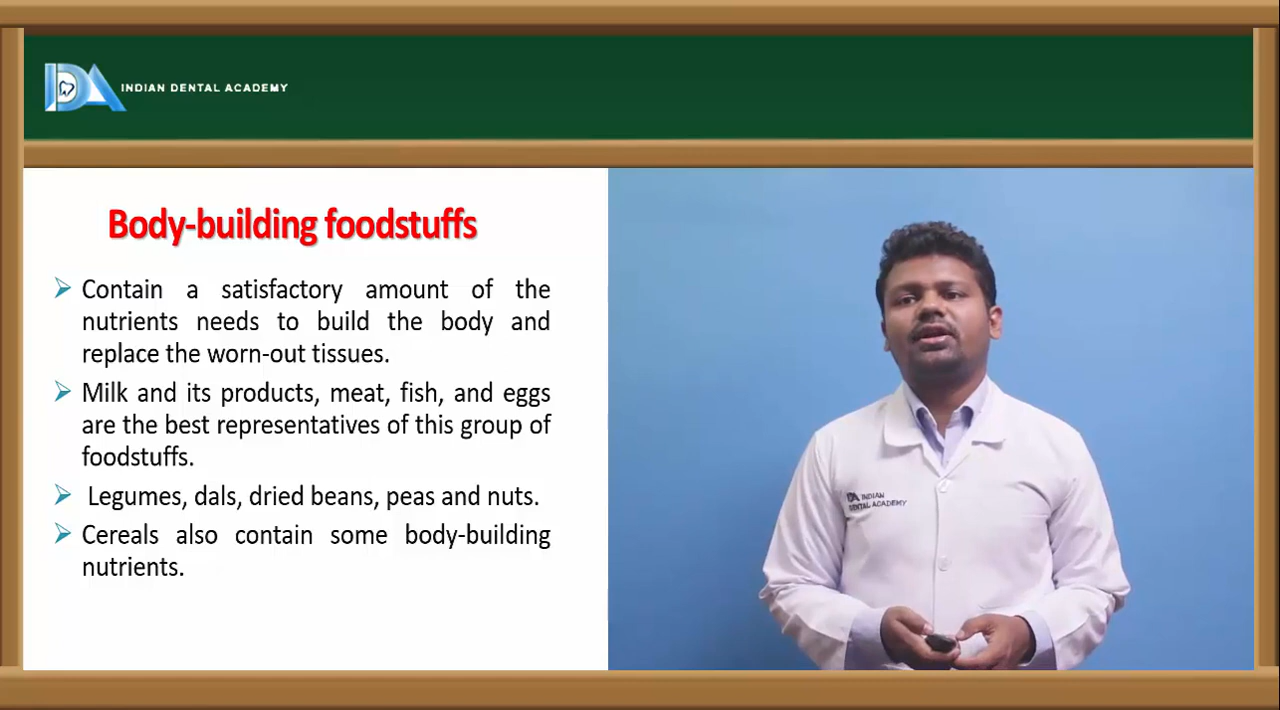 INDIAN DENTAL ACADEMY
Body-building foodstuffs
Contain a satisfactory amount of the
nutrients needs to build the body and
replace the worn-out tissues.
Milk and its products, meat, fish, and eggs
are the best representatives of this group of
foodstuffs.
Legumes, dals, dried beans, peas and nuts.
Cereals also contain some body-building
nutrients.
IDA INDIAN
DENTAL ACADEMY